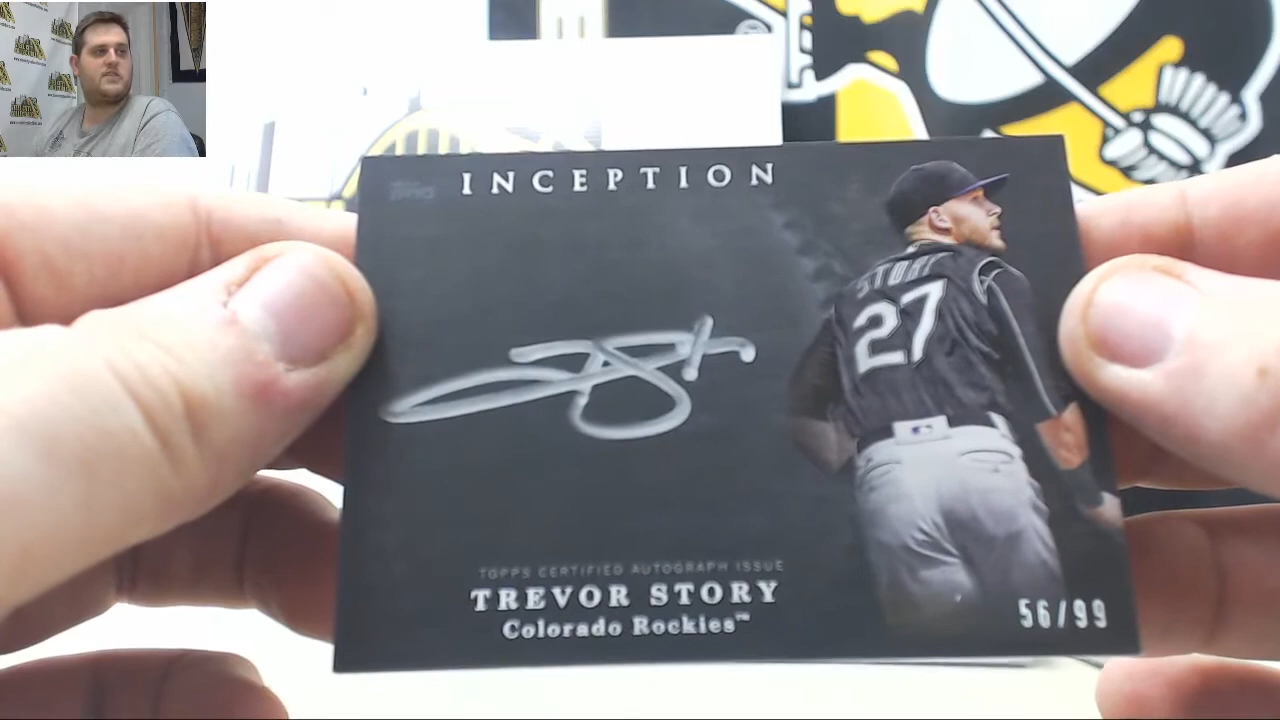 INCEPTION
topps
STORY
27
TOPPS CERTIFIED AUTOGRAPH ISSUE
TREVOR STORY
Colorado Rockies™
56/99